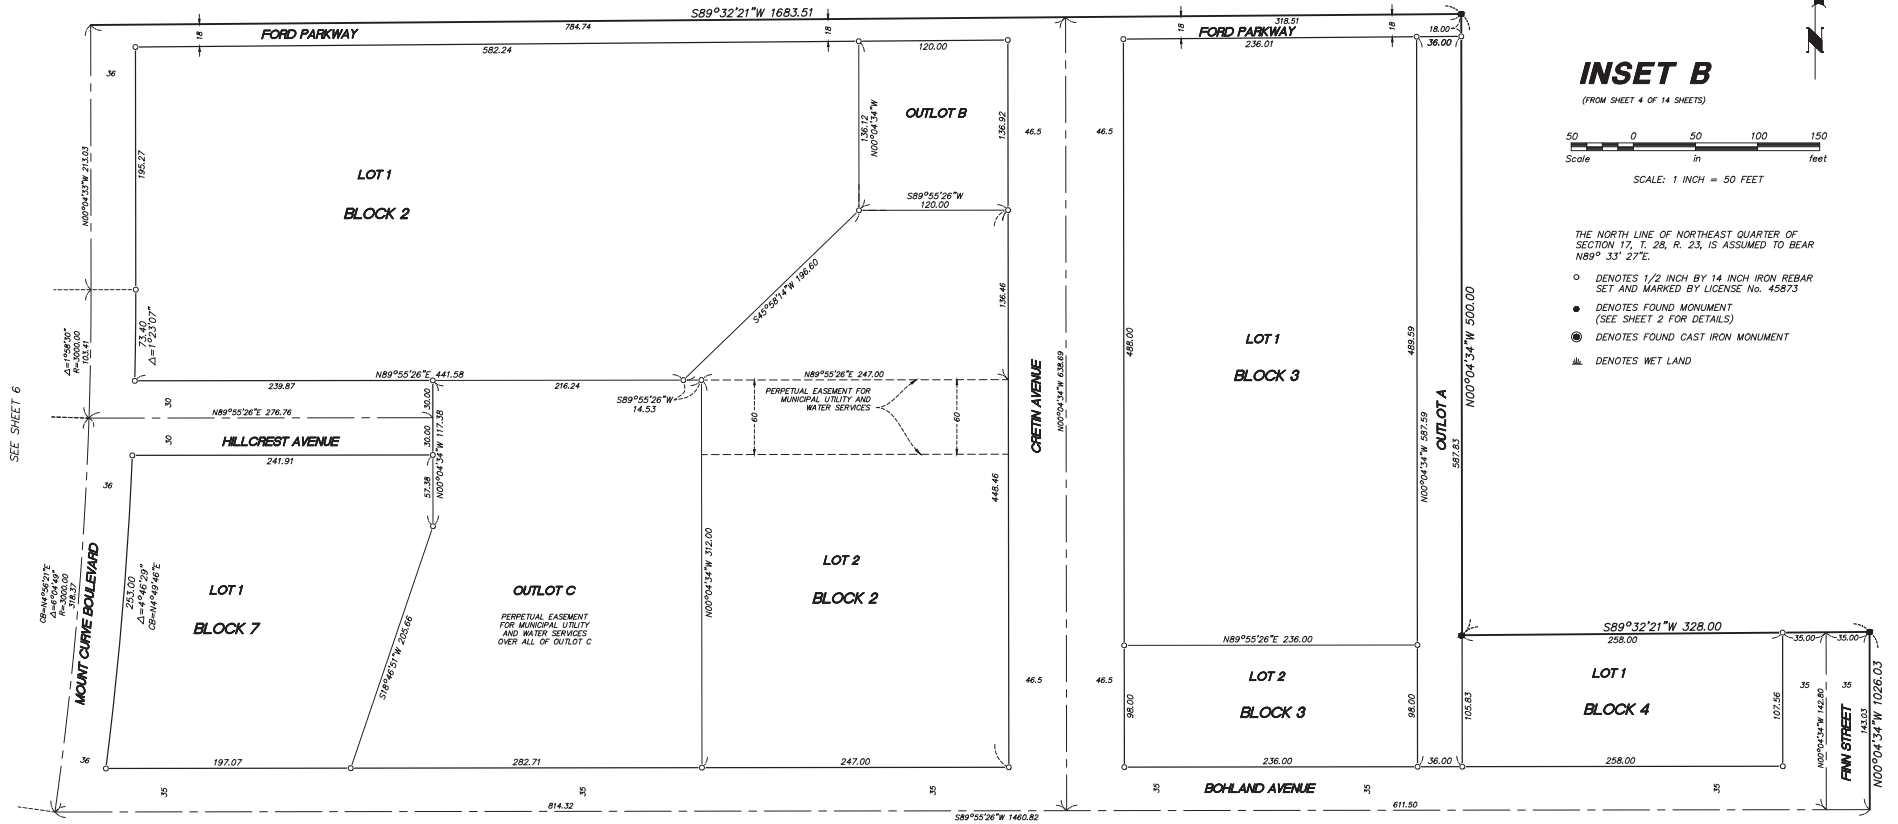 S89°32'21"W 1683.51
784.74
318.51
18
18
18
18
18.00
FORD PARKWAY
FORD PARKWAY
582.24
120.00
236.01
36.00
36
195.27
N00°04'33"W 213.03
136.12
N00°04'34"W
OUTLOT B
136.92
46.5
46.5
LOT 1
BLOCK 2
S89°55'26"W
120.00
S45°58'14"W 196.60
136.46
73.40
Δ=1°23'07"
Δ=1°58'30"
R=3000.00
103.41
SEE SHEET 6
239.87
N89°55'26"E 441.58
216.24
S89°55'26"W
14.53
N89°55'26"E 247.00
PERPETUAL EASEMENT FOR
MUNICIPAL UTILITY AND
WATER SERVICES
60
60
30
30
N89°55'26"E 276.76
30.00
30.00
57.38
N00°04'34"W 117.38
HILLCREST AVENUE
241.91
36
CRETIN AVENUE
N00°04'34"W 638.69
488.00
LOT 1
BLOCK 3
489.59
N00°04'34"W 587.59
OUTLOT A
587.83
N00°04'34"W 500.00
448.46
N00°04'34"W 312.00
MOUNT CURVE BOULEVARD
CB=N4°56'21"E
Δ=6°04'49"
R=3000.00
318.37
253.00
Δ=4°46'29"
CB=N4°49'46"E
LOT 1
BLOCK 7
S18°46'51"W 205.66
OUTLOT C
PERPETUAL EASEMENT
FOR MUNICIPAL UTILITY
AND WATER SERVICES
OVER ALL OF OUTLOT C
LOT 2
BLOCK 2
46.5
46.5
N89°55'26"E 236.00
LOT 2
BLOCK 3
98.00
98.00
105.83
S89°32'21"W 328.00
258.00
35.00
35.00
LOT 1
BLOCK 4
107.56
35
35
N00°04'34"W 142.80
FINN STREET
143.03
N00°04'34"W 1026.03
36
197.07
282.71
247.00
236.00
36.00
258.00
35
35
35
35
35
35
BOHLAND AVENUE
814.32
611.50
S89°55'26"W 1460.82
N
INSET B
(FROM SHEET 4 OF 14 SHEETS)
50 0 50 100 150
Scale in feet
SCALE: 1 INCH = 50 FEET
THE NORTH LINE OF NORTHEAST QUARTER OF
SECTION 17, T. 28, R. 23, IS ASSUMED TO BEAR
N89° 33' 27"E.
DENOTES 1/2 INCH BY 14 INCH IRON REBAR
SET AND MARKED BY LICENSE No. 45873
DENOTES FOUND MONUMENT
(SEE SHEET 2 FOR DETAILS)
DENOTES FOUND CAST IRON MONUMENT
DENOTES WET LAND